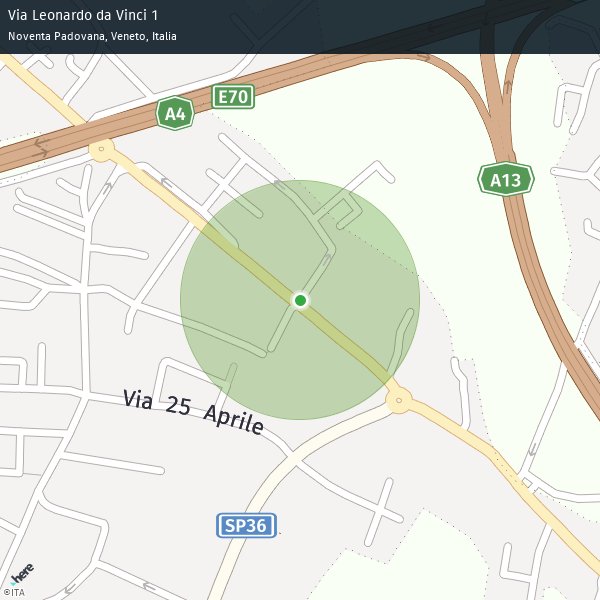 Via Leonardo da Vinci 1
Noventa Padovana, Veneto, Italia
E70
A4
A13
Via 25 Aprile
SP36
here
©ITA